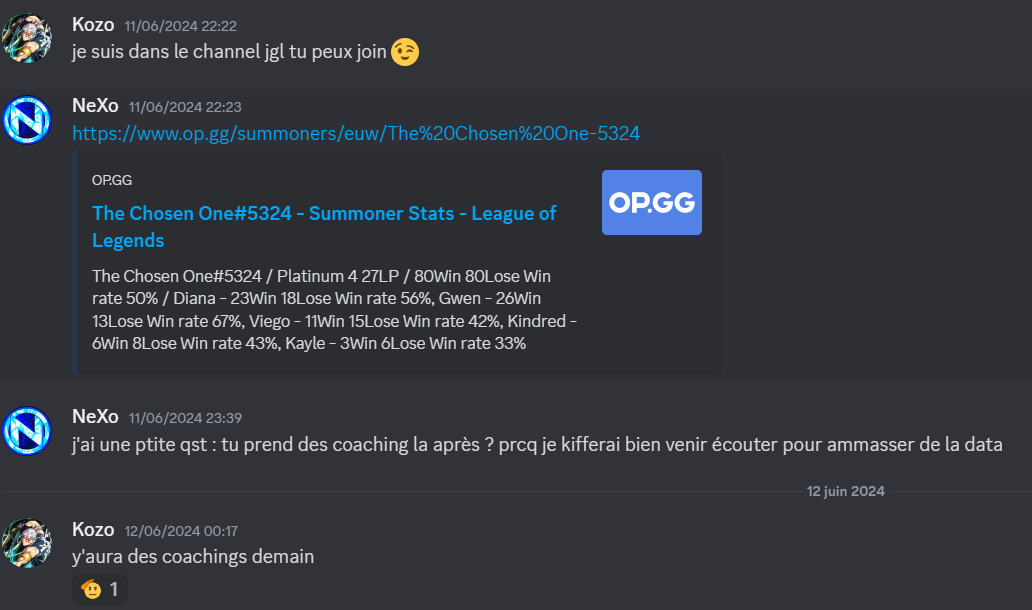 Kozo 11/06/2024 22:22
je suis dans le channel jgl tu peux join 😉
NeXo 11/06/2024 22:23
https://www.op.gg/summoners/euw/The%20Chosen%20One-5324
OP.GG
OP.GG
The Chosen One#5324 - Summoner Stats - League of
Legends
The Chosen One#5324 / Platinum 4 27LP / 80Win 80Lose Win
rate 50% / Diana - 23Win 18Lose Win rate 56%, Gwen - 26Win
13Lose Win rate 67%, Viego - 11Win 15Lose Win rate 42%, Kindred -
6Win 8Lose Win rate 43%, Kayle - 3Win 6Lose Win rate 33%
NeXo 11/06/2024 23:39
j'ai une ptite qst : tu prend des coaching la après ? prcq je kifferai bien venir écouter pour ammasser de la data
12 juin 2024
Kozo 12/06/2024 00:17
y'aura des coachings demain
1